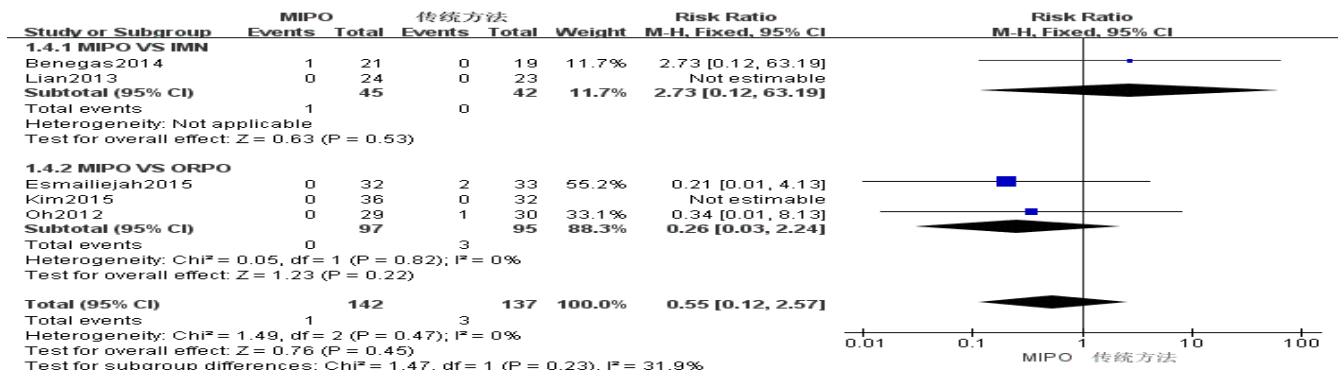 MIPO 传统方法 Risk Ratio Risk Ratio
Study or Subgroup Events Total Events Total Weight M-H, Fixed, 95% CI M-H, Fixed, 95% CI
1.4.1 MIPO VS IMN
Benegas2014 1 21 0 19 11.7% 2.73 [0.12, 63.19]
Lian2013 0 24 0 23 Not estimable
Subtotal (95% CI) 45 42 11.7% 2.73 [0.12, 63.19]
Total events 1 0
Heterogeneity: Not applicable
Test for overall effect: Z = 0.63 (P = 0.53)
1.4.2 MIPO VS ORPO
Esmailiejah2015 0 32 2 33 55.2% 0.21 [0.01, 4.13]
Kim2015 0 36 0 32 Not estimable
Oh2012 0 29 1 30 33.1% 0.34 [0.01, 8.13]
Subtotal (95% CI) 97 95 88.3% 0.26 [0.03, 2.24]
Total events 0 3
Heterogeneity: Chi² = 0.05, df = 1 (P = 0.82); I² = 0%
Test for overall effect: Z = 1.23 (P = 0.22)
Total (95% CI) 142 137 100.0% 0.55 [0.12, 2.57]
Total events 1 3
Heterogeneity: Chi² = 1.49, df = 2 (P = 0.47); I² = 0%
Test for overall effect: Z = 0.76 (P = 0.45)
Test for subgroup differences: Chi² = 1.47, df = 1 (P = 0.23), I² = 31.9%
0.01 0.1 1 10 100
MIPO 传统方法